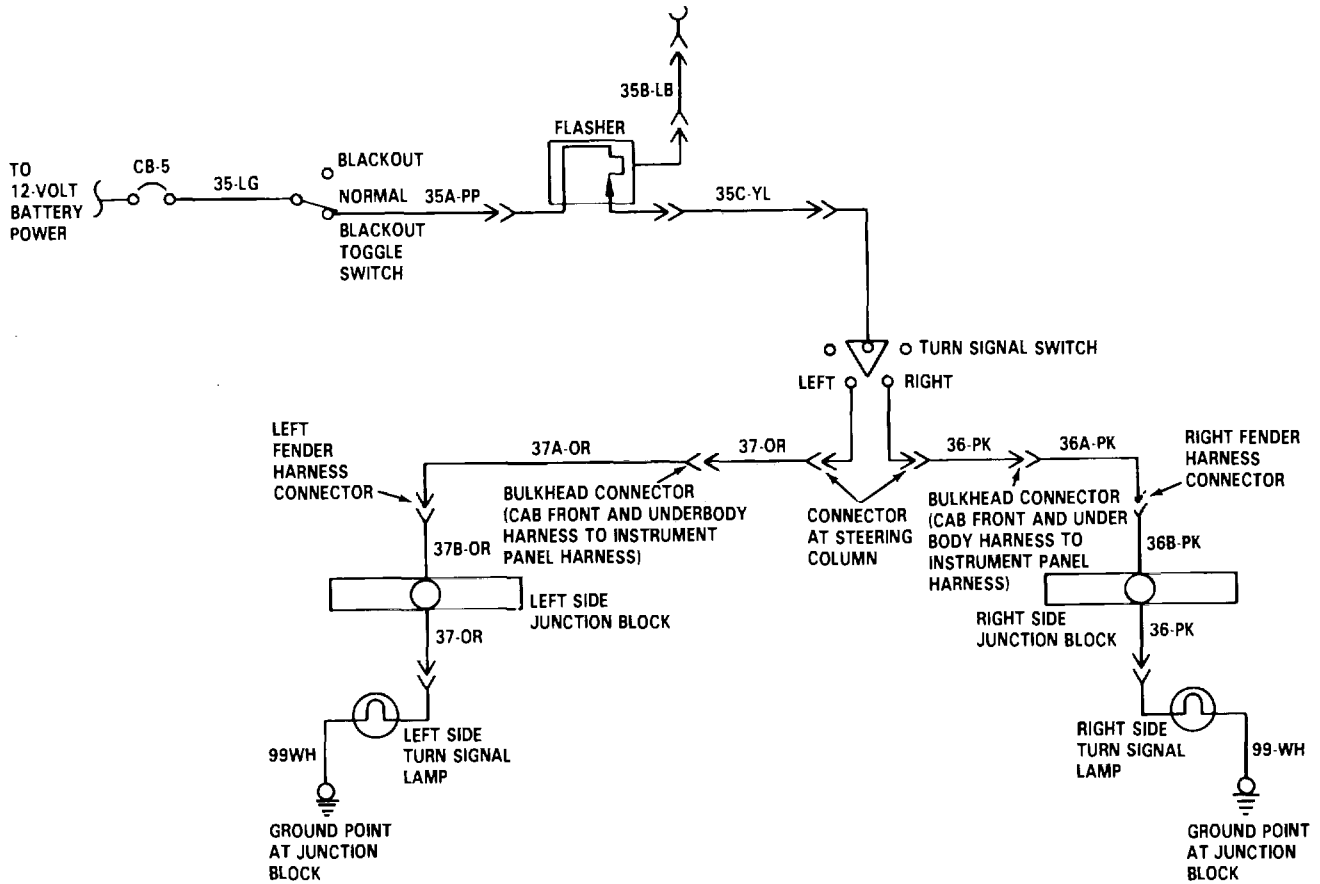 35B-LB
FLASHER
TO
12-VOLT
BATTERY
POWER
CB-5
35-LG
BLACKOUT
NORMAL
35A-PP
BLACKOUT
TOGGLE
SWITCH
35C-YL
TURN SIGNAL SWITCH
LEFT
RIGHT
LEFT
FENDER
HARNESS
CONNECTOR
37A-OR
37-OR
36-PK
36A-PK
RIGHT FENDER
HARNESS
CONNECTOR
BULKHEAD CONNECTOR
(CAB FRONT AND UNDERBODY
HARNESS TO INSTRUMENT
PANEL HARNESS)
CONNECTOR
AT STEERING
COLUMN
BULKHEAD CONNECTOR
(CAB FRONT AND UNDER
BODY HARNESS TO
INSTRUMENT PANEL
HARNESS)
37B-OR
36B-PK
LEFT SIDE
JUNCTION BLOCK
RIGHT SIDE
JUNCTION BLOCK
37-OR
36-PK
LEFT SIDE
TURN SIGNAL
LAMP
RIGHT SIDE
TURN SIGNAL
LAMP
99WH
99-WH
GROUND POINT
AT JUNCTION
BLOCK
GROUND POINT
AT JUNCTION
BLOCK